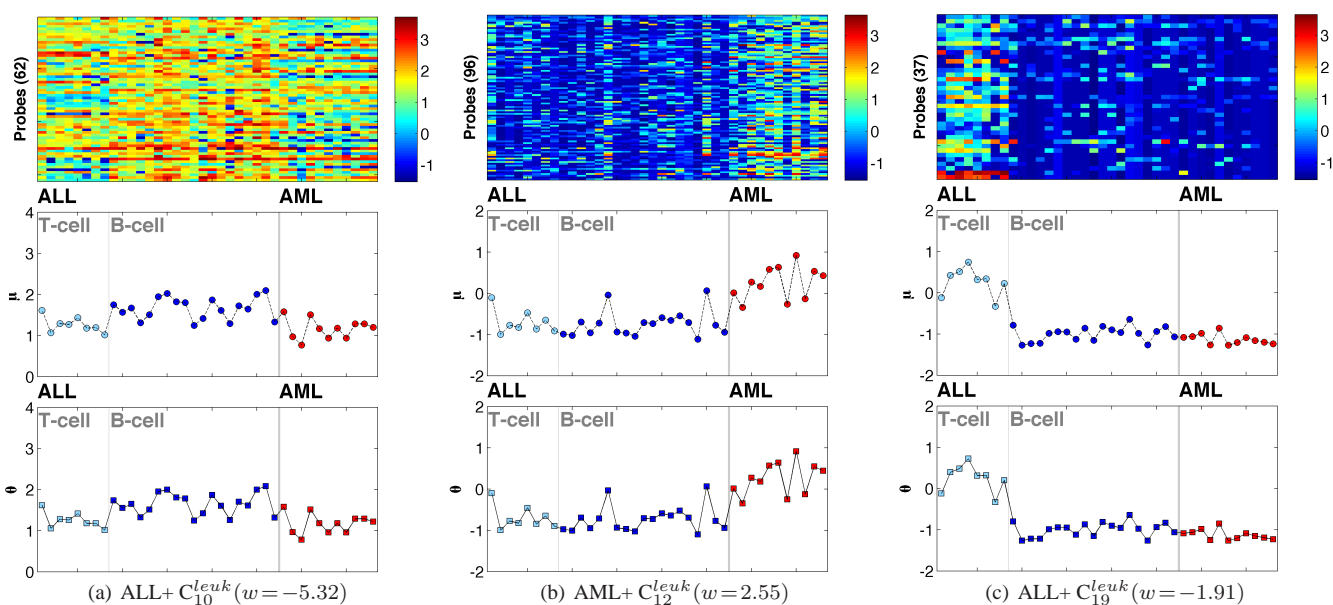 Probes (62)
3
2
1
0
-1
Probes (96)
3
2
1
0
-1
Probes (37)
3
2
1
0
-1
ALL
AML
4
3
2
1
0
μ
T-cell
B-cell
ALL
AML
2
1
0
-1
-2
μ
T-cell
B-cell
ALL
AML
2
1
0
-1
-2
μ
T-cell
B-cell
ALL
AML
4
3
2
1
0
θ
T-cell
B-cell
ALL
AML
2
1
0
-1
-2
θ
T-cell
B-cell
ALL
AML
2
1
0
-1
-2
θ
T-cell
B-cell
(a) ALL+ C₁₀^leuk (w=−5.32)
(b) AML+ C₁₂^leuk (w=2.55)
(c) ALL+ C₁₉^leuk (w=−1.91)